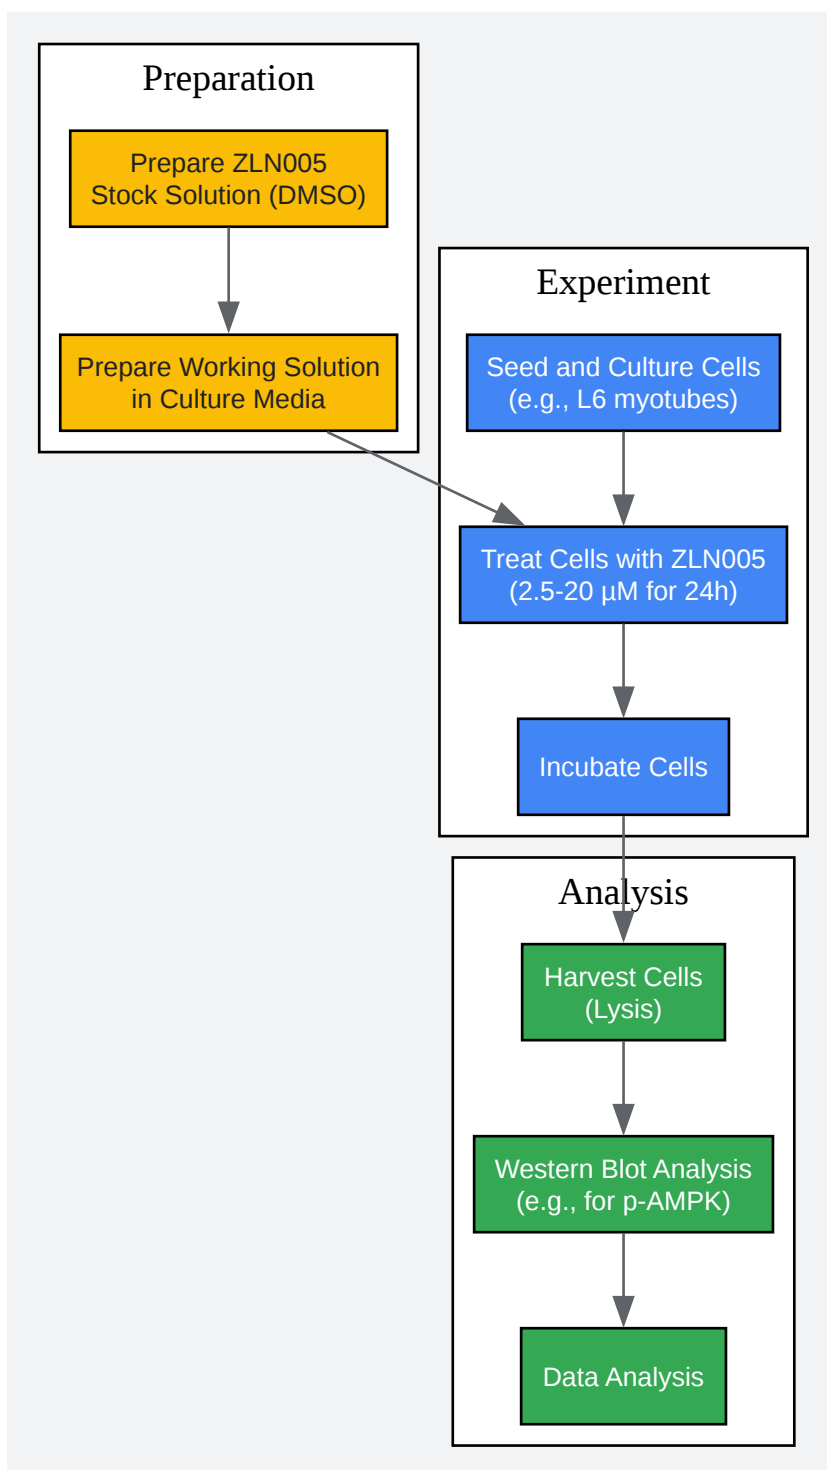 Preparation
Prepare ZLN005
Stock Solution (DMSO)
Prepare Working Solution
in Culture Media
Experiment
Seed and Culture Cells
(e.g., L6 myotubes)
Treat Cells with ZLN005
(2.5-20 µM for 24h)
Incubate Cells
Analysis
Harvest Cells
(Lysis)
Western Blot Analysis
(e.g., for p-AMPK)
Data Analysis